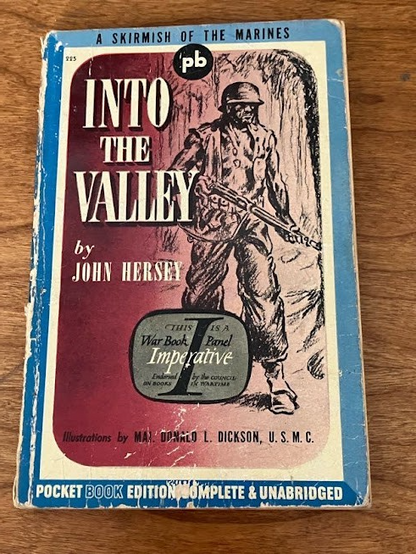 A SKIRMISH OF THE MARINES
223
pb
INTO
THE
VALLEY
by
JOHN HERSEY
THIS IS A
War Book Panel
I
Imperative
Endorsed by the COUNCIL
ON BOOKS IN WARTIME
Illustrations by MAJ. DONALD L. DICKSON, U.S.M.C.
POCKET BOOK EDITION COMPLETE & UNABRIDGED